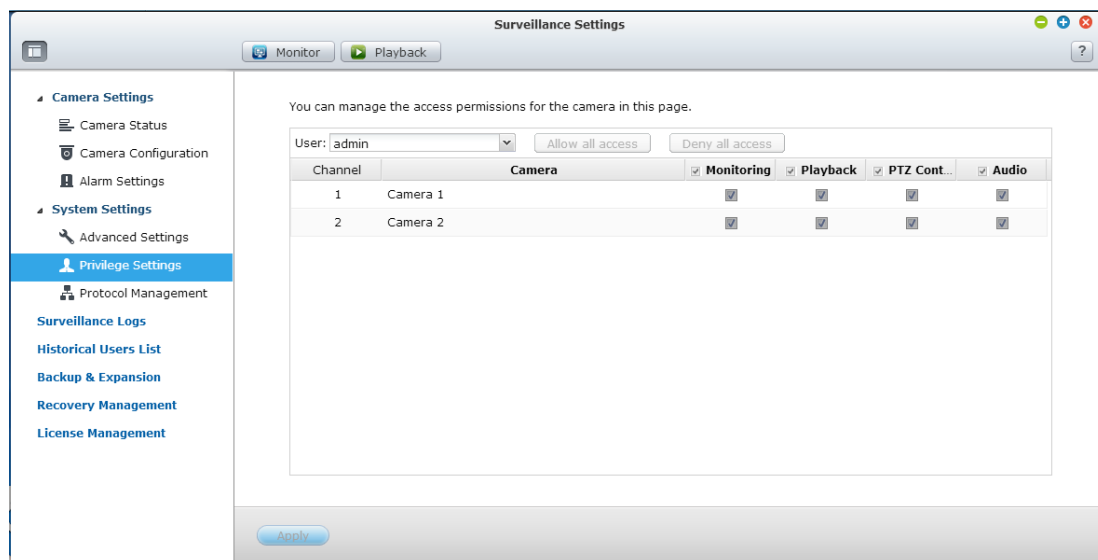 Surveillance Settings
Monitor Playback ?
Camera Settings
Camera Status
Camera Configuration
Alarm Settings
System Settings
Advanced Settings
Privilege Settings
Protocol Management
Surveillance Logs
Historical Users List
Backup & Expansion
Recovery Management
License Management
You can manage the access permissions for the camera in this page.
User: admin Allow all access Deny all access
Channel Camera Monitoring Playback PTZ Cont... Audio
1 Camera 1
2 Camera 2
Apply